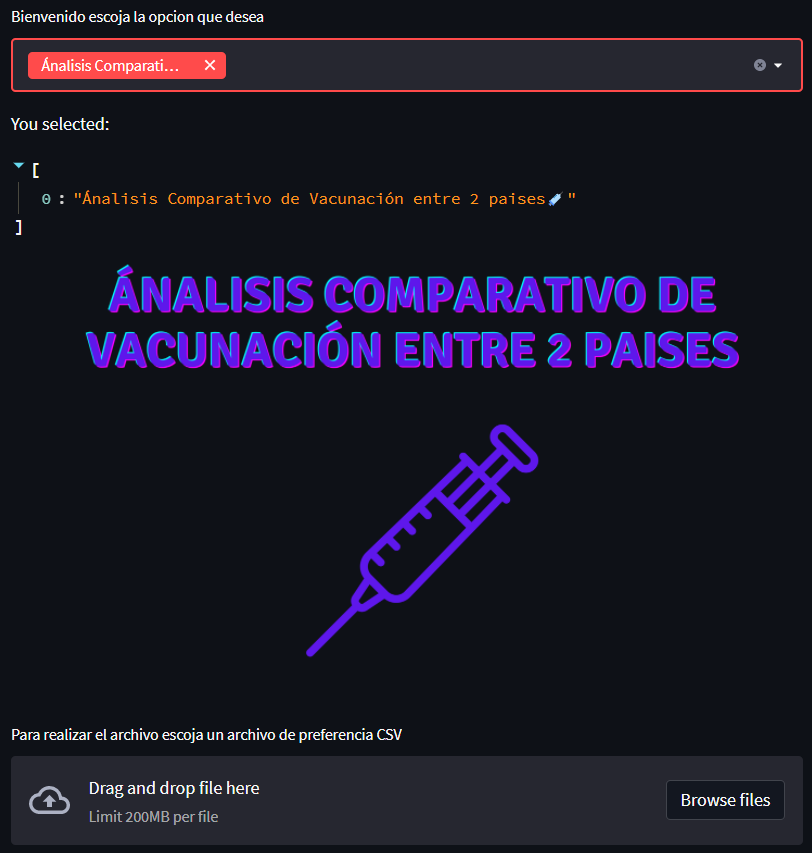 Bienvenido escoja la opcion que desea
Ánalisis Comparati...
You selected:
[
0 : "Ánalisis Comparativo de Vacunación entre 2 paises💉"
]
ÁNALISIS COMPARATIVO DE
VACUNACIÓN ENTRE 2 PAISES
Para realizar el archivo escoja un archivo de preferencia CSV
Drag and drop file here
Limit 200MB per file
Browse files